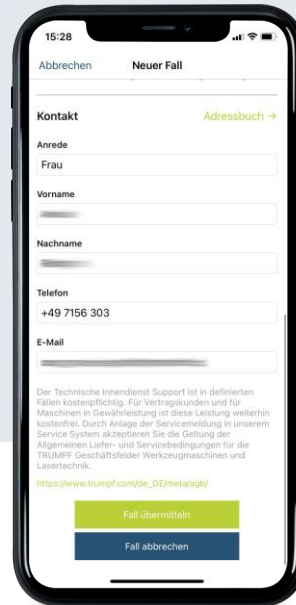 15:28
Abbrechen Neuer Fall
Kontakt Adressbuch →
Anrede
Frau
Vorname
Nachname
Telefon
+49 7156 303
E-Mail
Der Technische Innendienst Support ist in definierten
Fällen kostenpflichtig. Für Vertragskunden und für
Maschinen in Gewährleistung ist diese Leistung weiterhin
kostenfrei. Durch Anlage der Servicemeldung in unserem
Service System akzeptieren Sie die Geltung der
Allgemeinen Liefer- und Servicebedingungen für die
TRUMPF Geschäftsfelder Werkzeugmaschinen und
Lasertechnik.
https://www.trumpf.com/de_DE/meta/agb/
Fall übermitteln
Fall abbrechen